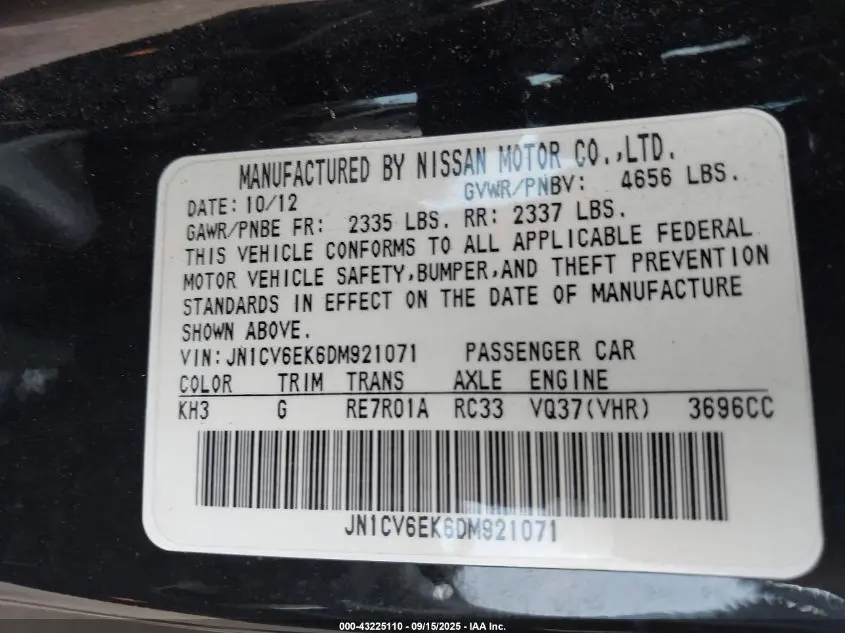 MANUFACTURED BY NISSAN MOTOR CO.,LTD.
DATE: 10/12 GVWR/PNBV: 4656 LBS.
GAWR/PNBE FR: 2335 LBS. RR: 2337 LBS.
THIS VEHICLE CONFORMS TO ALL APPLICABLE FEDERAL
MOTOR VEHICLE SAFETY,BUMPER,AND THEFT PREVENTION
STANDARDS IN EFFECT ON THE DATE OF MANUFACTURE
SHOWN ABOVE.
VIN: JN1CV6EK6DM921071 PASSENGER CAR
COLOR TRIM TRANS AXLE ENGINE
KH3 G RE7R01A RC33 VQ37(VHR) 3696CC
JN1CV6EK6DM921071
000-43225110 - 09/15/2025 - IAA Inc.